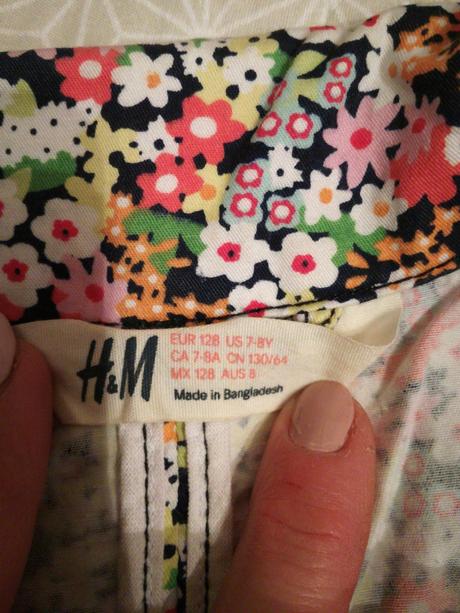 H&M
EUR 128 US 7-8Y
CA 7-8A CN 130/64
MX 128 AUS 8
Made in Bangladesh